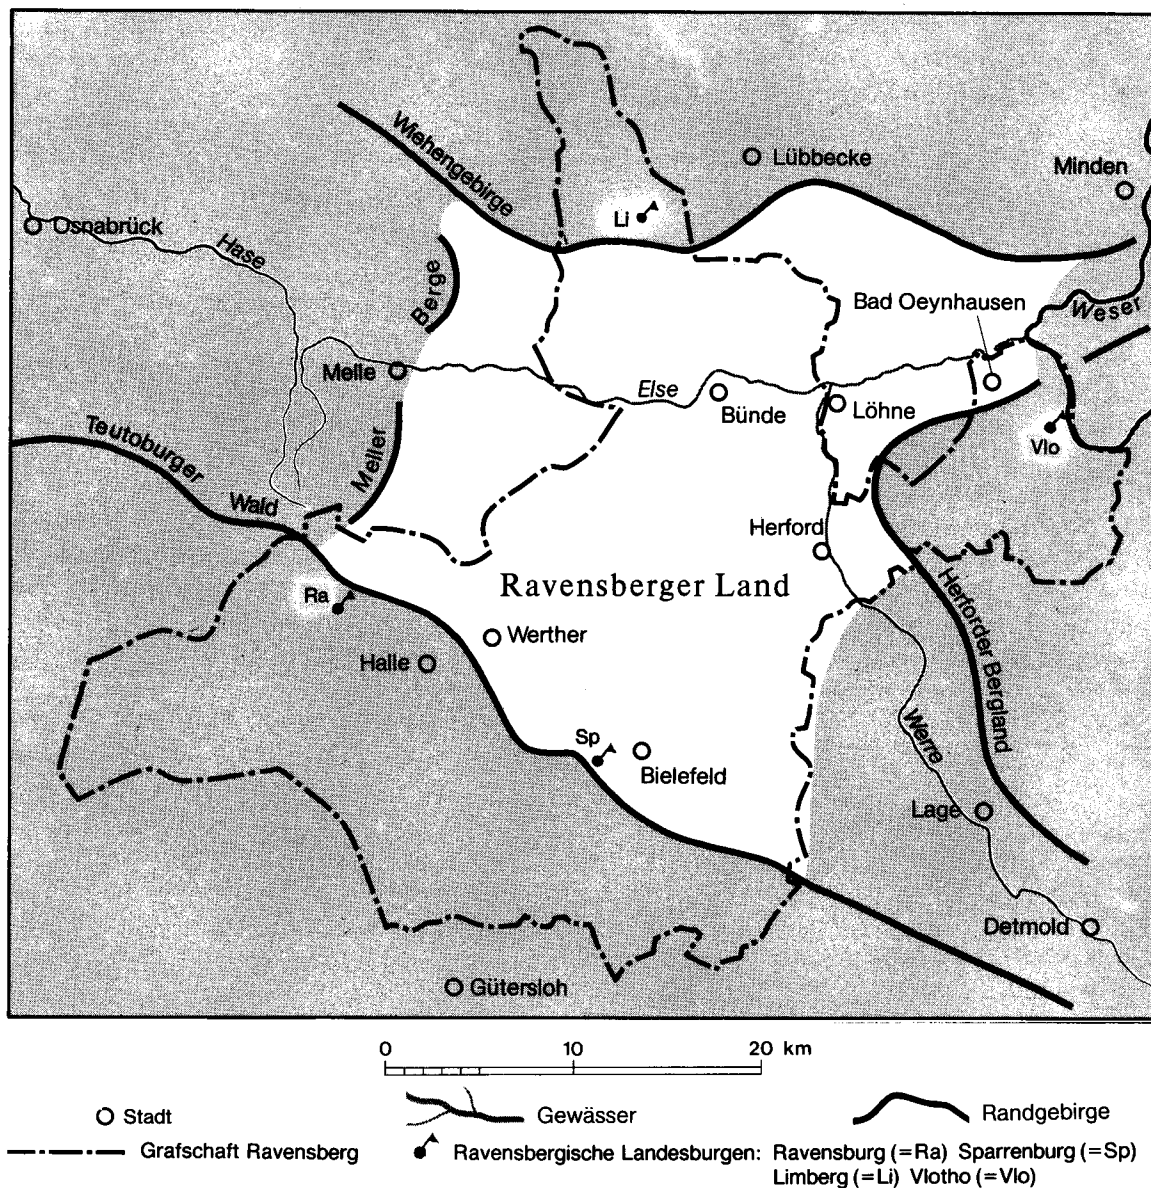 Wiehengebirge
Lübbecke
Minden
Li
Osnabrück
Hase
Berge
Bad Oeynhausen
Weser
Melle
Else
Bünde
Löhne
Teutoburger
Meller
Vlo
Wald
Herford
Ravensberger Land
Ra
Herforder Bergland
Werther
Halle
Werre
Sp
Bielefeld
Lage
Detmold
Gütersloh
0 10 20 km
Stadt Gewässer Randgebirge
Grafschaft Ravensberg Ravensbergische Landesburgen: Ravensburg (=Ra) Sparrenburg (=Sp)
Limberg (=Li) Vlotho (=Vlo)